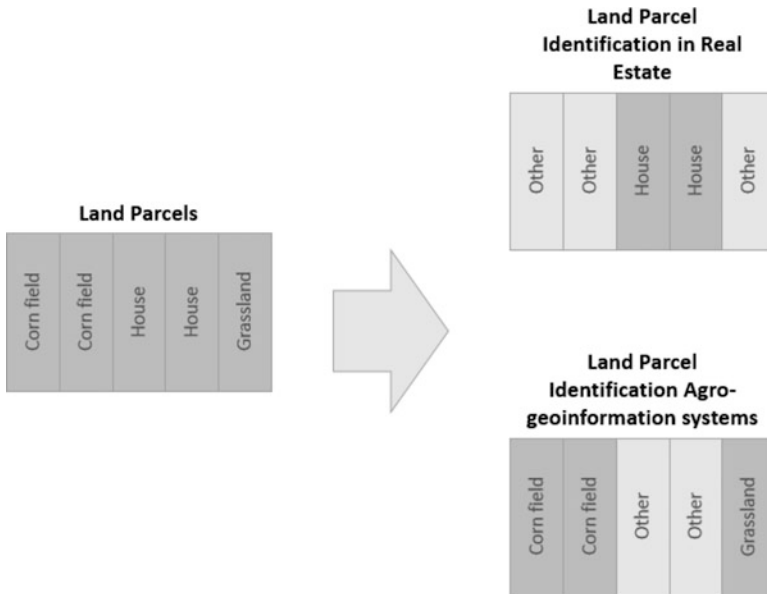 Land Parcels
Corn field
Corn field
House
House
Grassland
Land Parcel
Identification in Real
Estate
Other
Other
House
House
Other
Land Parcel
Identification Agro-
geoinformation systems
Corn field
Corn field
Other
Other
Grassland